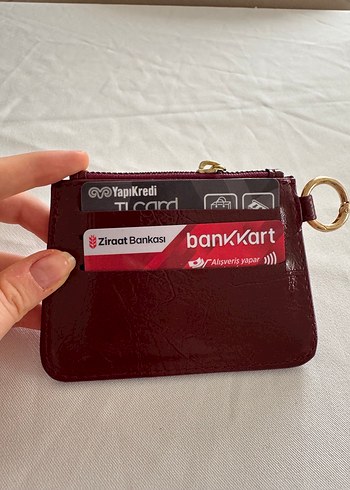 YapıKredi
TLcard
Ziraat Bankası bankkart
Alışveriş yapar